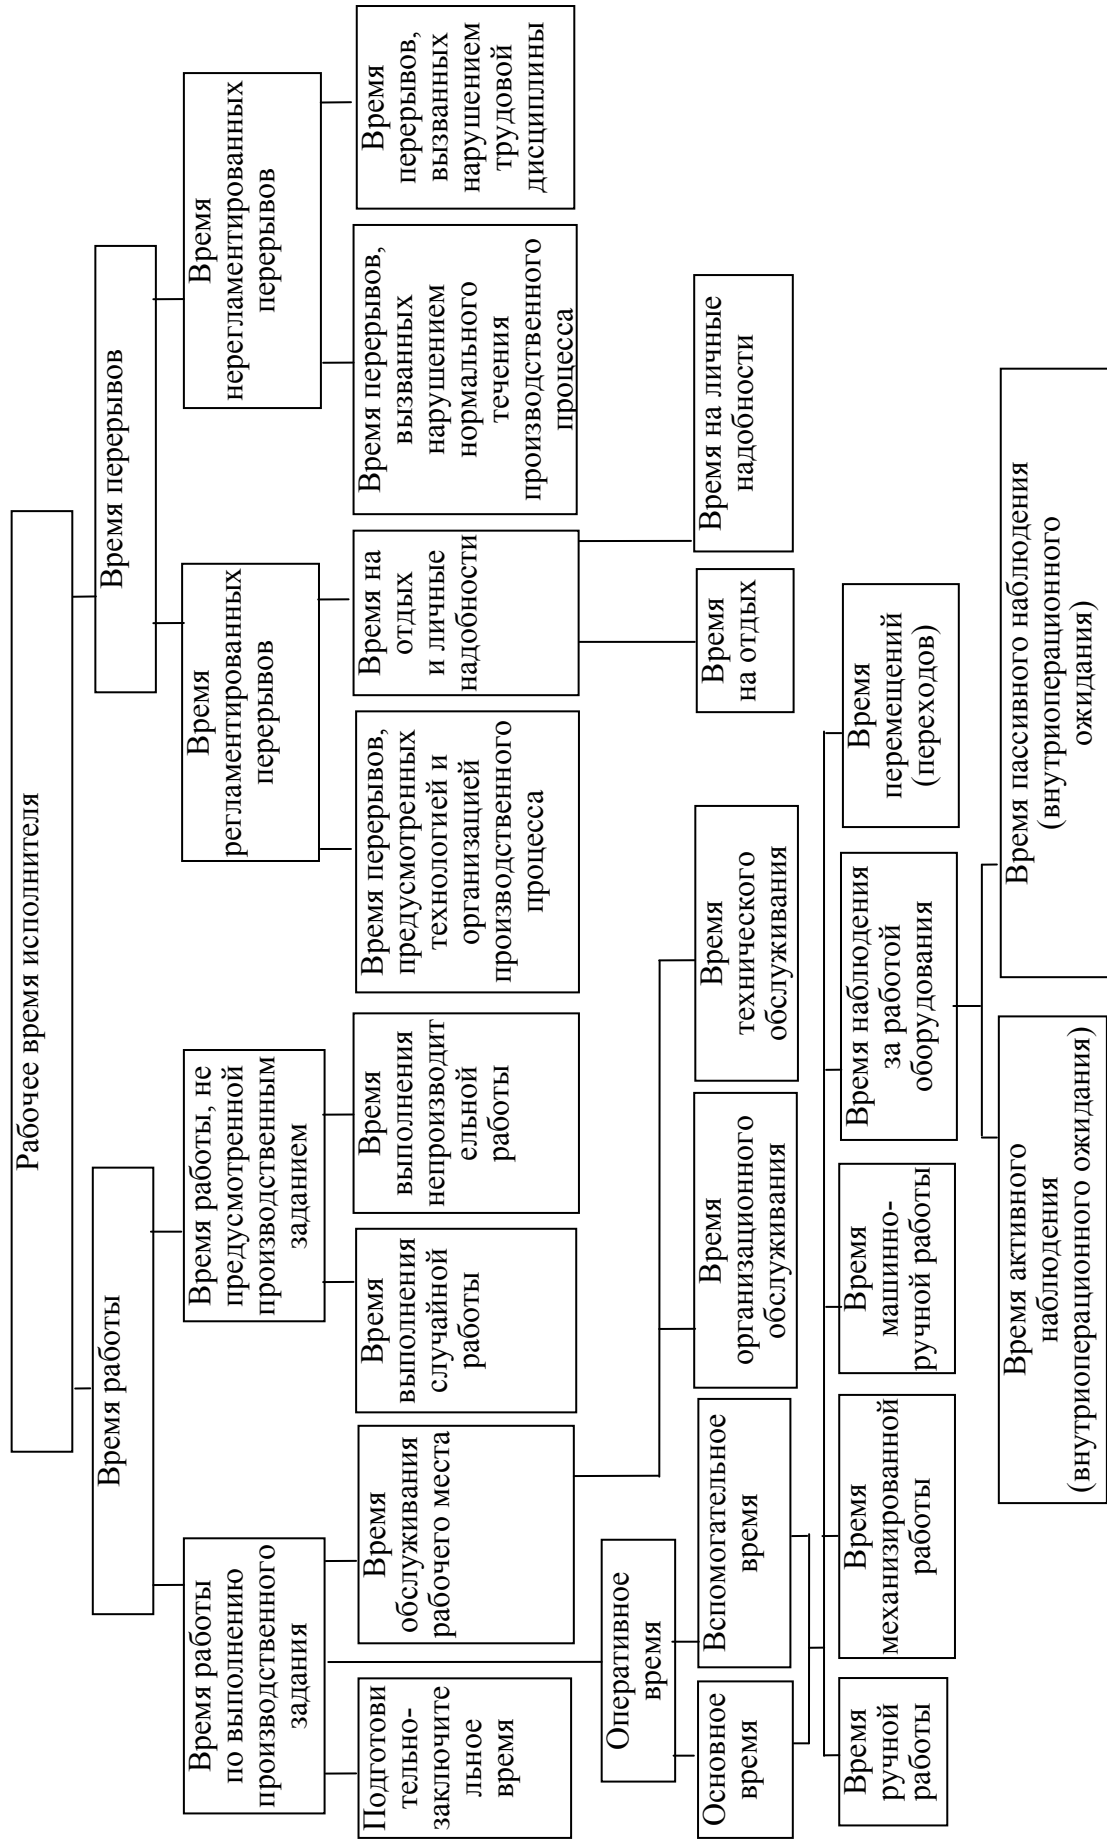 Рабочее время исполнителя
Время работы
Время перерывов
Время работы
по выполнению
производственного
задания
Время работы, не
предусмотренной
производственным
заданием
Время
регламентированных
перерывов
Время
нерегламентированных
перерывов
Подготови
тельно-
заключите
льное
время
Время
обслуживания
рабочего места
Время
выполнения
случайной
работы
Время
выполнения
непроизводит
ельной
работы
Время перерывов,
предусмотренных
технологией и
организацией
производственного
процесса
Время на
отдых
и личные
надобности
Время перерывов,
вызванных
нарушением
нормального
течения
производственного
процесса
Время
перерывов,
вызванных
нарушением
трудовой
дисциплины
Оперативное
время
Основное
время
Вспомогательное
время
Время
организационного
обслуживания
Время
технического
обслуживания
Время
на отдых
Время на личные
надобности
Время
ручной
работы
Время
механизированной
работы
Время
машинно-
ручной работы
Время наблюдения
за работой
оборудования
Время
перемещений
(переходов)
Время активного
наблюдения
(внутриоперационного ожидания)
Время пассивного наблюдения
(внутриоперационного
ожидания)